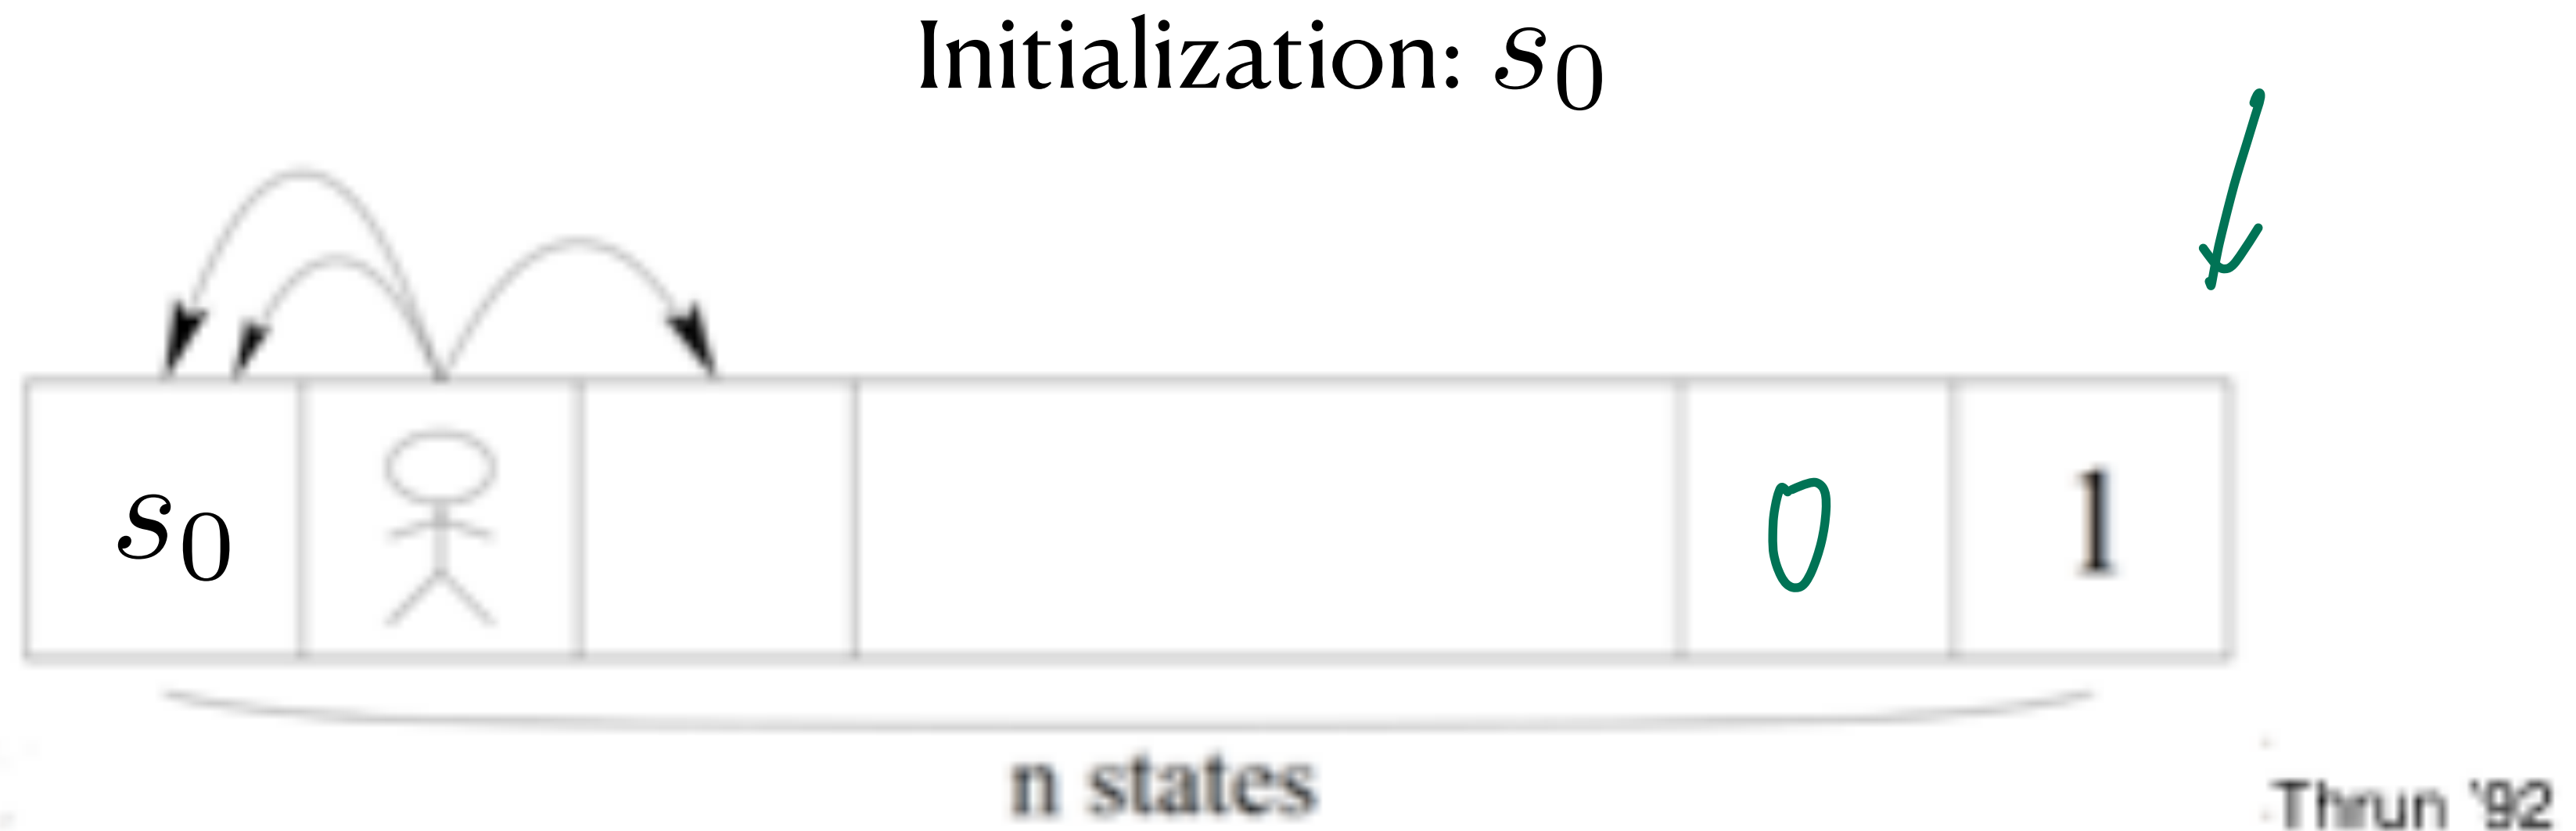 Initialization: s₀
s₀ 0 1
n states
Thrun '92